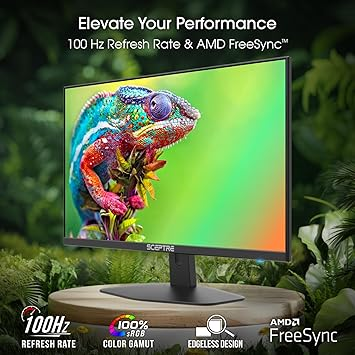 Elevate Your Performance
100 Hz Refresh Rate & AMD FreeSync™
SCEPTRE
100Hz
REFRESH RATE
100%
sRGB
COLOR GAMUT
EDGELESS DESIGN
AMD
FreeSync